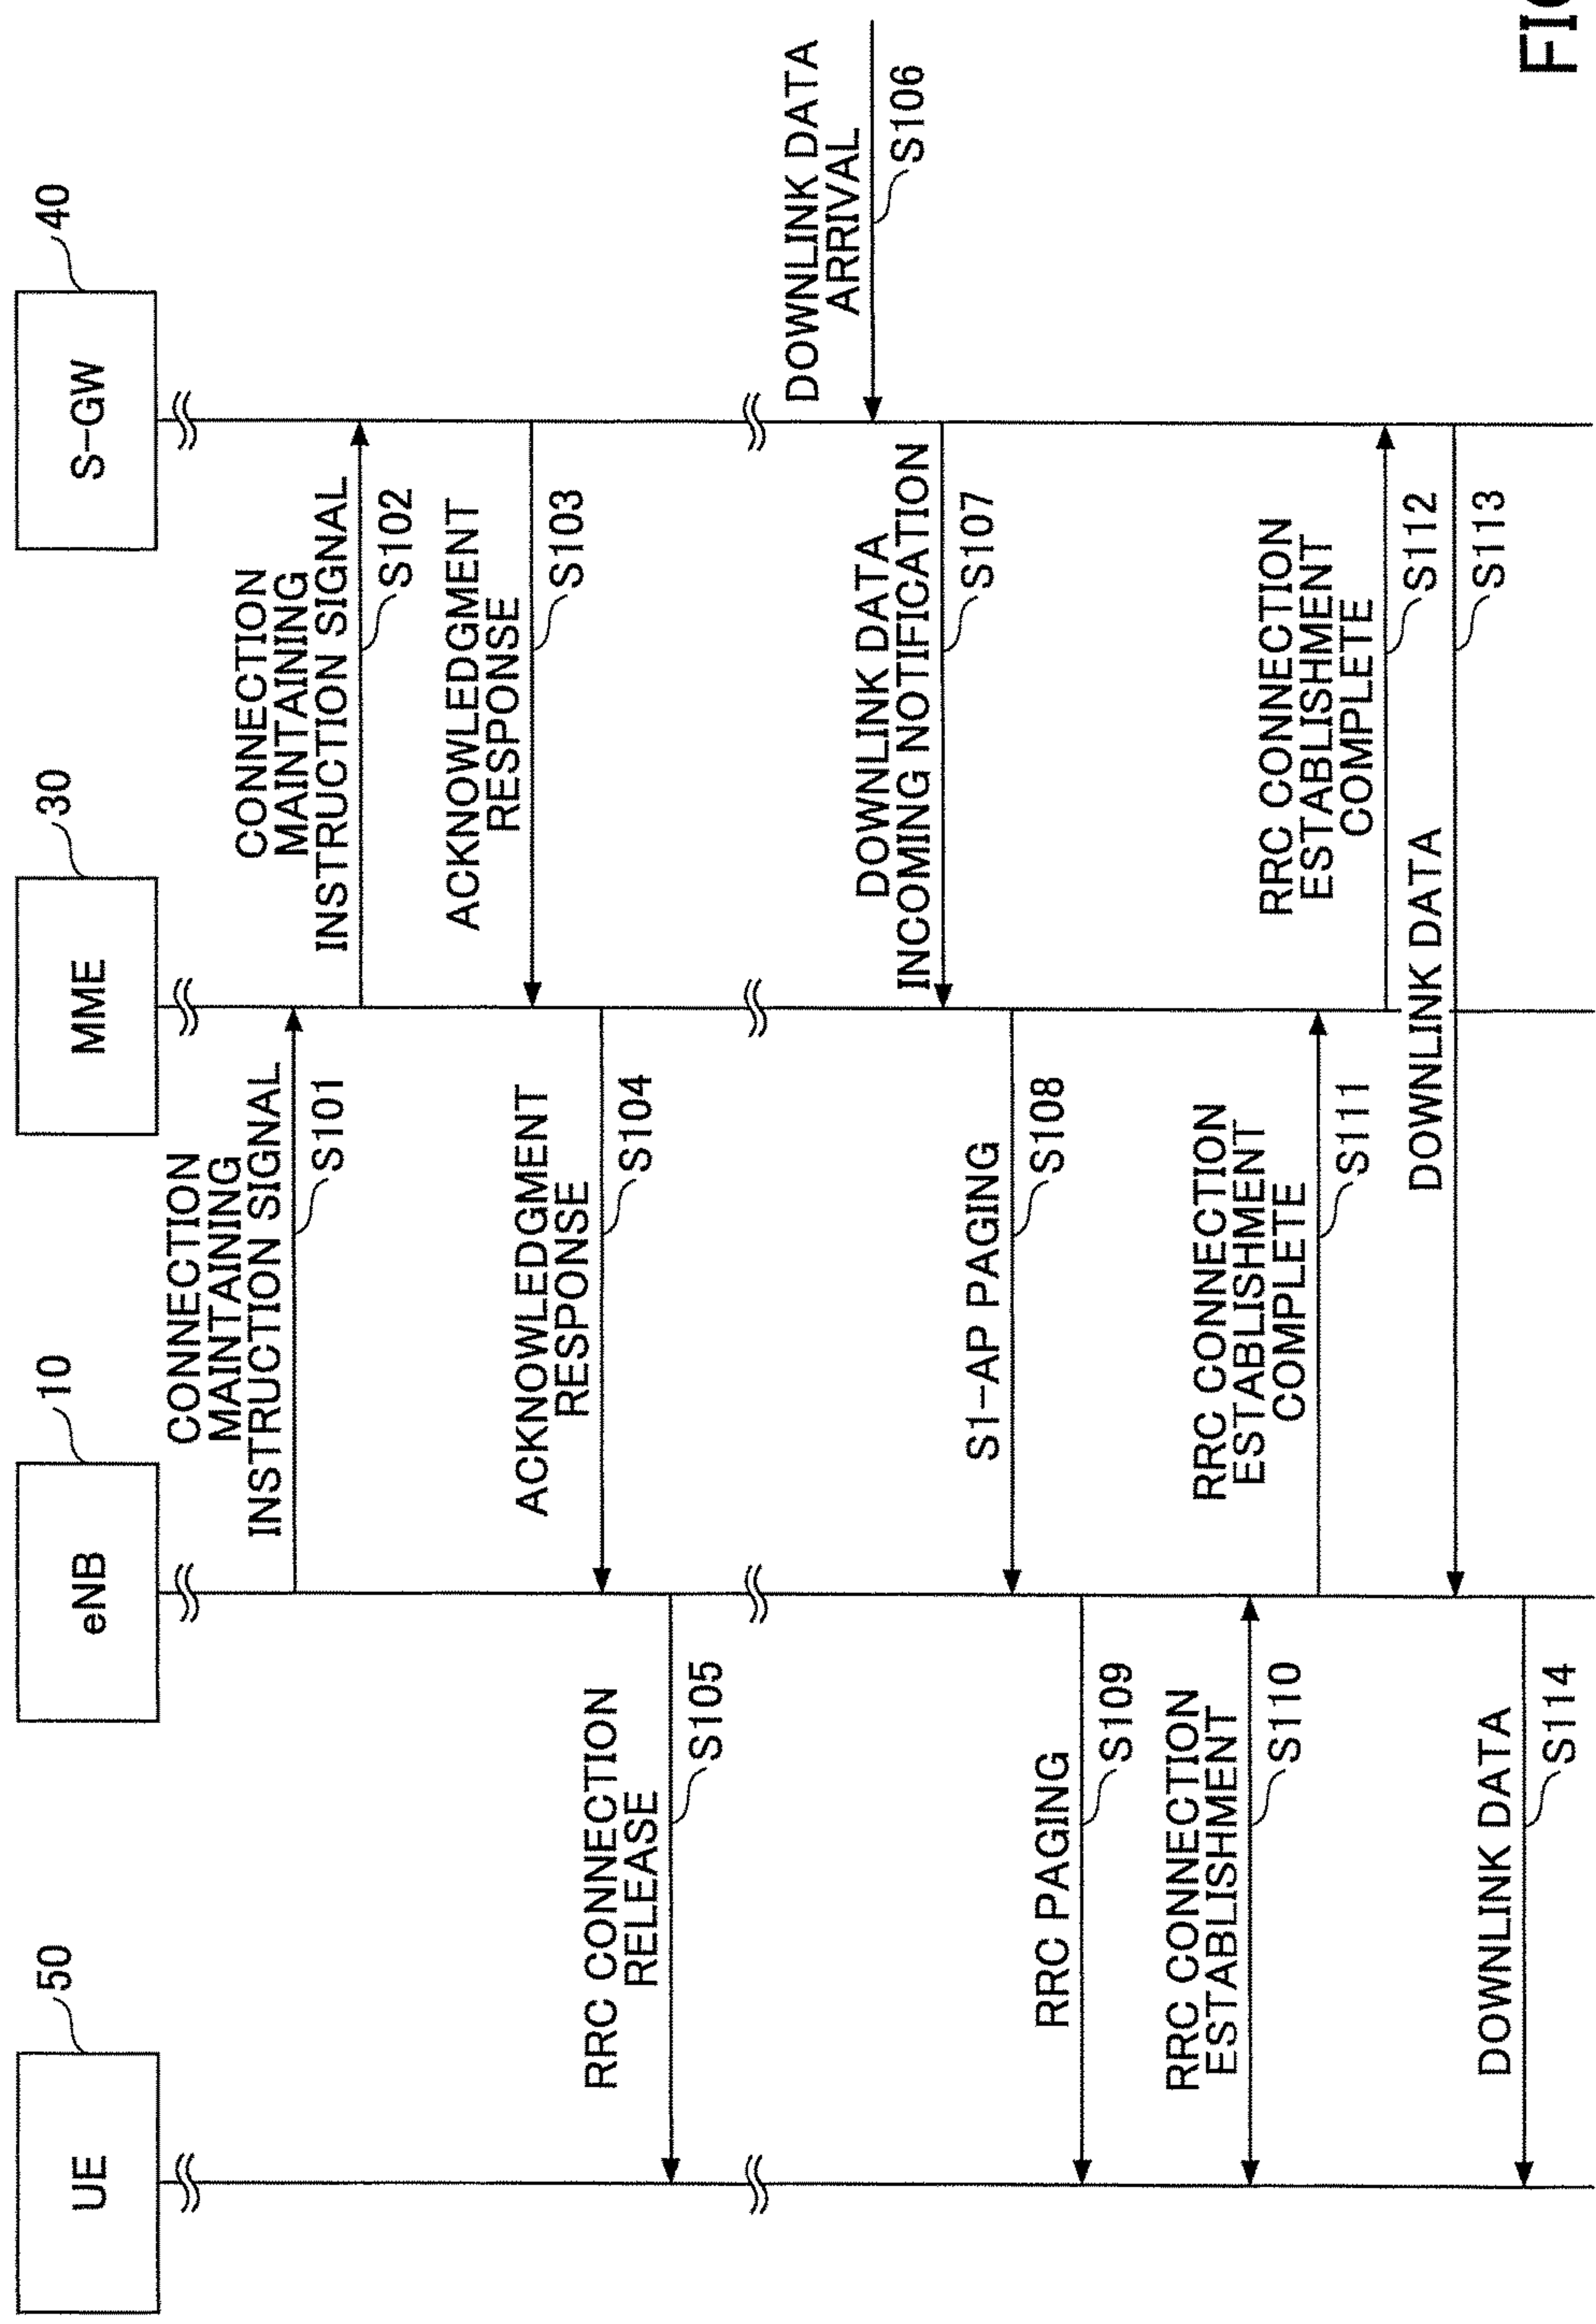 UE
50
eNB
10
MME
30
S-GW
40
CONNECTION
MAINTAINING
INSTRUCTION SIGNAL
S101
CONNECTION
MAINTAINING
INSTRUCTION SIGNAL
S102
ACKNOWLEDGMENT
RESPONSE
S103
ACKNOWLEDGMENT
RESPONSE
S104
RRC CONNECTION
RELEASE
S105
DOWNLINK DATA
ARRIVAL
S106
DOWNLINK DATA
INCOMING NOTIFICATION
S107
S1-AP PAGING
S108
RRC PAGING
S109
RRC CONNECTION
ESTABLISHMENT
S110
RRC CONNECTION
ESTABLISHMENT
COMPLETE
S111
RRC CONNECTION
ESTABLISHMENT
COMPLETE
S112
DOWNLINK DATA
S113
DOWNLINK DATA
S114